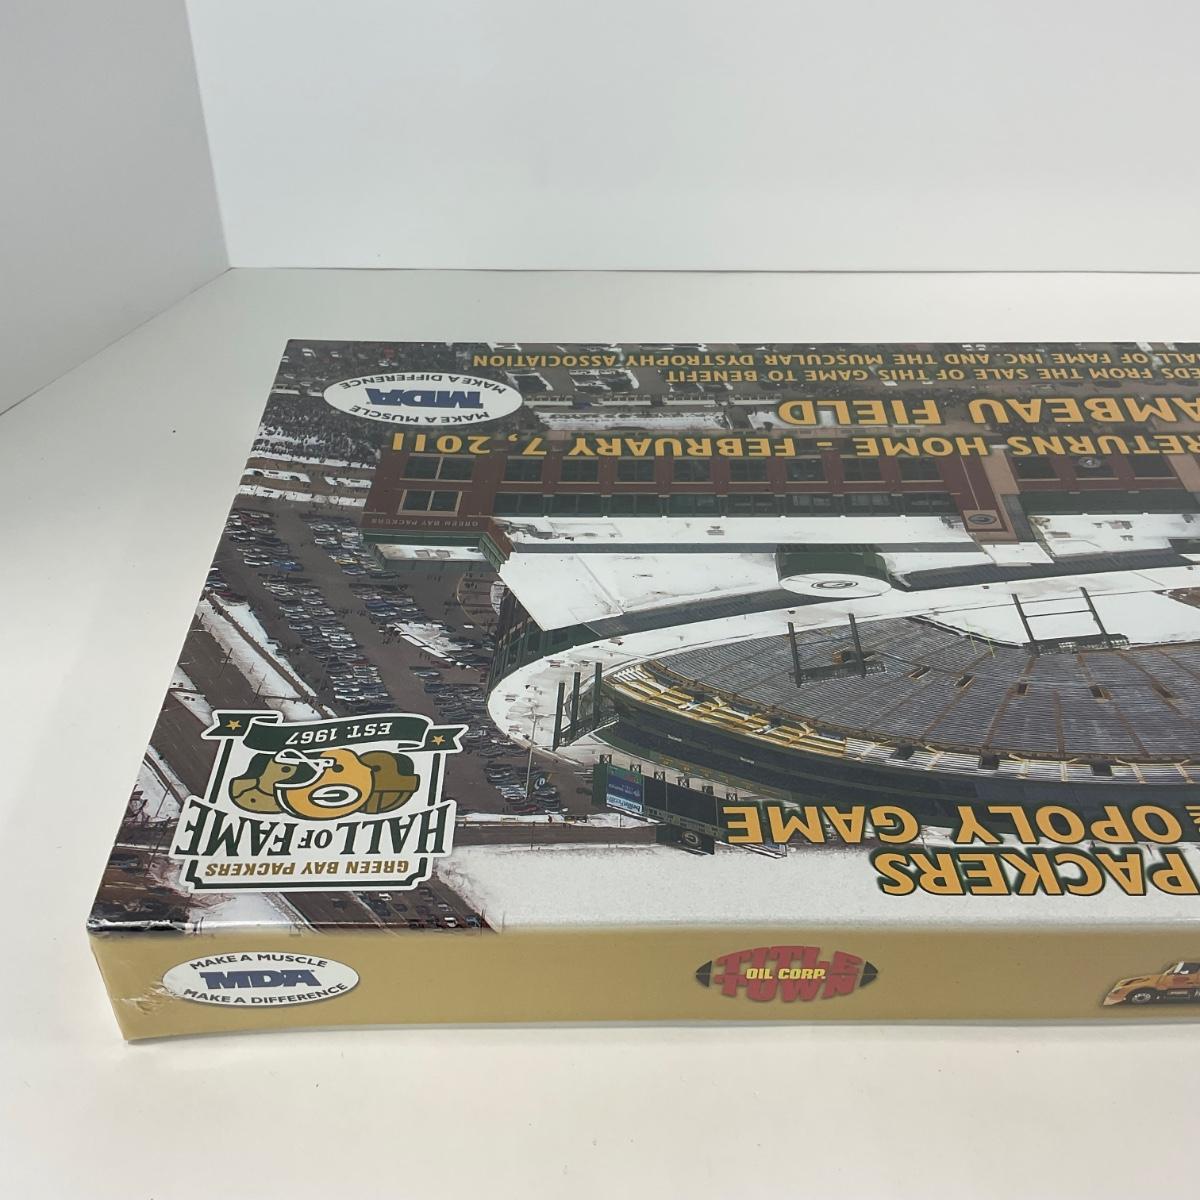 PACKERS
OPOLY GAME
GREEN BAY PACKERS
HALL OF FAME
EST. 1967
GREEN BAY PACKERS
RETURNS HOME - FEBRUARY 7, 2011
AMBEAU FIELD
EDS FROM THE SALE OF THIS GAME TO BENEFIT
ALL OF FAME INC. AND THE MUSCULAR DYSTROPHY ASSOCIATION
MAKE A MUSCLE
MDA
MAKE A DIFFERENCE
MAKE A MUSCLE
MDA
MAKE A DIFFERENCE
TITLE
OIL CORP.
TOWN